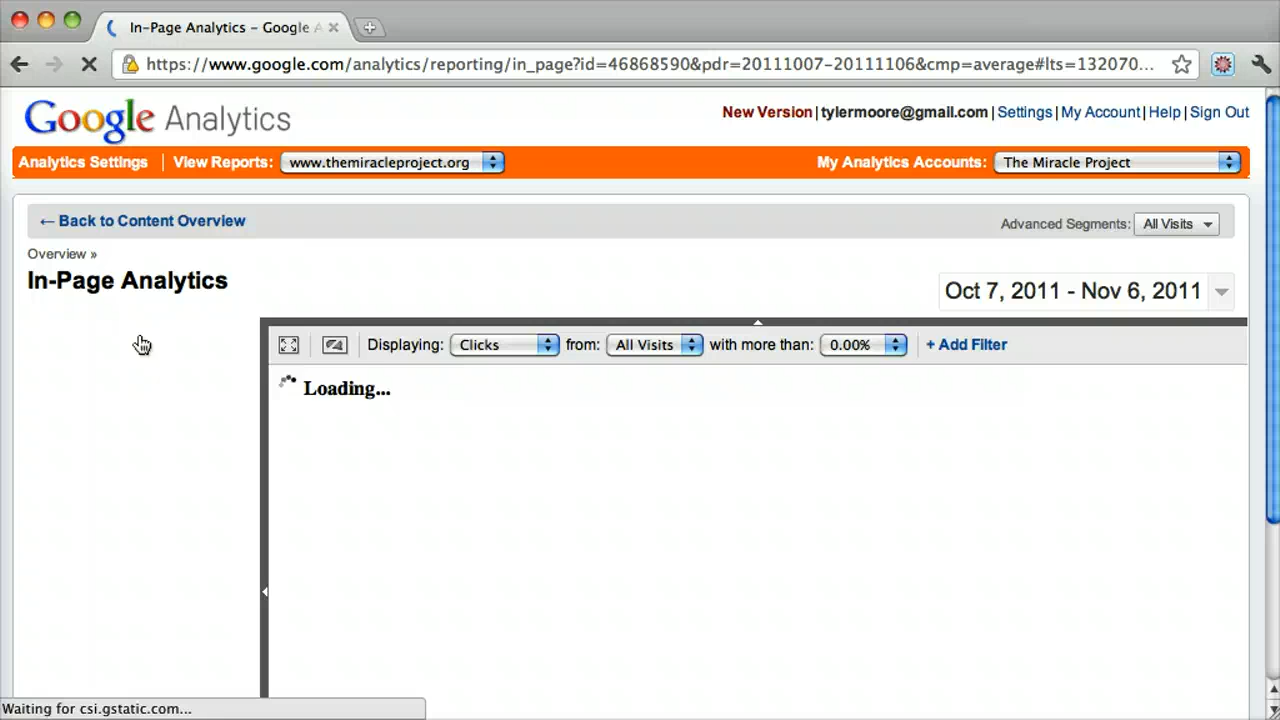 In-Page Analytics – Google A
https://www.google.com/analytics/reporting/in_page?id=46868590&pdr=20111007-20111106&cmp=average#lts=132070...
Google Analytics
New Version | tylermoore@gmail.com | Settings | My Account | Help | Sign Out
Analytics Settings | View Reports: www.themiracleproject.org My Analytics Accounts: The Miracle Project
← Back to Content Overview
Advanced Segments: All Visits
Overview »
In-Page Analytics
Oct 7, 2011 - Nov 6, 2011
Displaying: Clicks from: All Visits with more than: 0.00% + Add Filter
Loading...
Waiting for csi.gstatic.com...